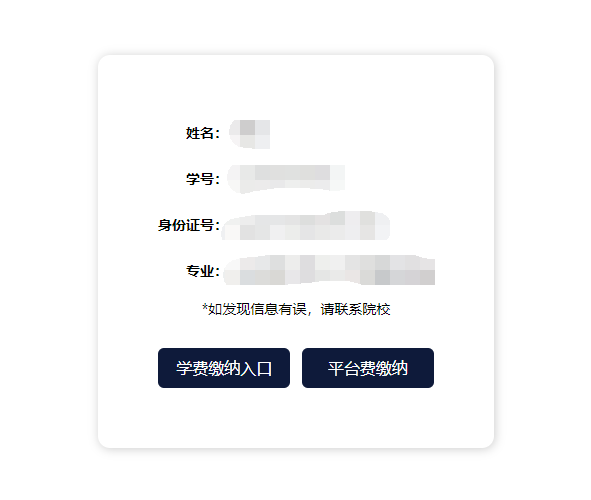 姓名：
学号：
身份证号：
专业：
*如发现信息有误，请联系院校
学费缴纳入口
平台费缴纳